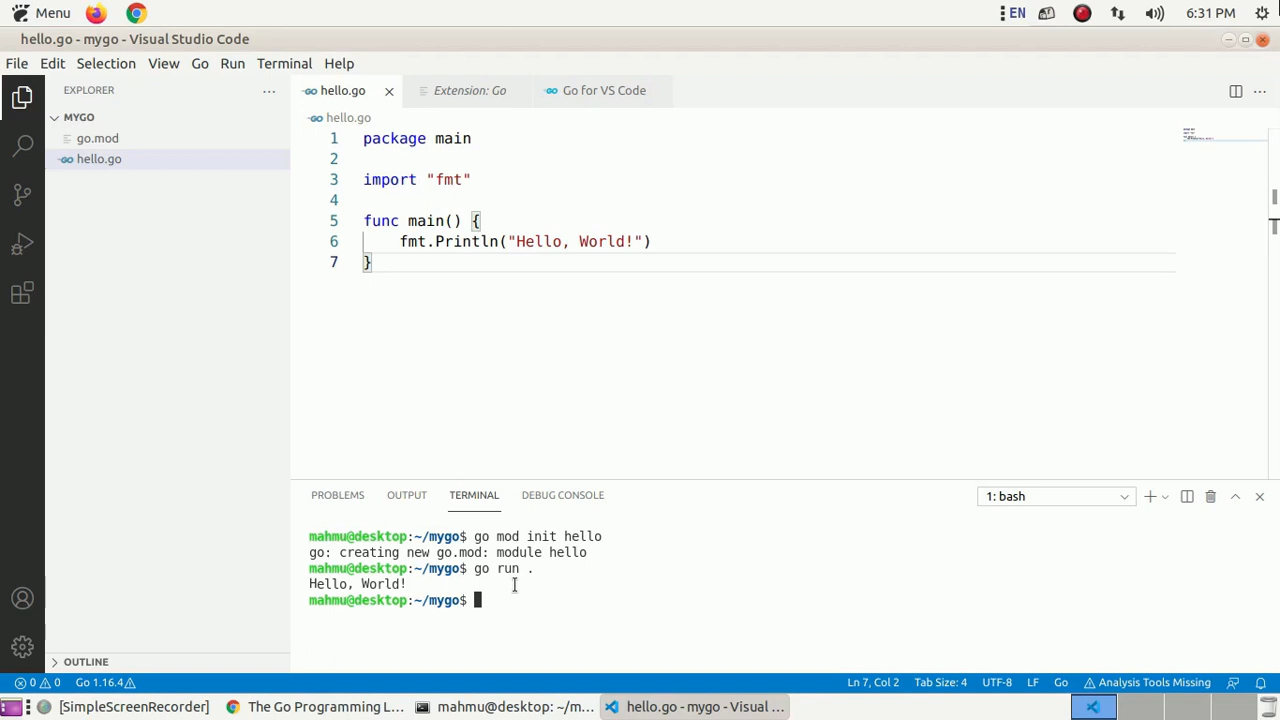 Menu
EN
6:31 PM
hello.go - mygo - Visual Studio Code
File Edit Selection View Go Run Terminal Help
EXPLORER
hello.go
Extension: Go
Go for VS Code
MYGO
go.mod
hello.go
hello.go
1 package main
2
3 import "fmt"
4
5 func main() {
6 fmt.Println("Hello, World!")
7 }
PROBLEMS OUTPUT TERMINAL DEBUG CONSOLE
1: bash
mahmu@desktop:~/mygo$ go mod init hello
go: creating new go.mod: module hello
mahmu@desktop:~/mygo$ go run .
Hello, World!
mahmu@desktop:~/mygo$
OUTLINE
0 0 Go 1.16.4
Ln 7, Col 2 Tab Size: 4 UTF-8 LF Go Analysis Tools Missing
[SimpleScreenRecorder] The Go Programming L... mahmu@desktop: ~/m... hello.go - mygo - Visual ...